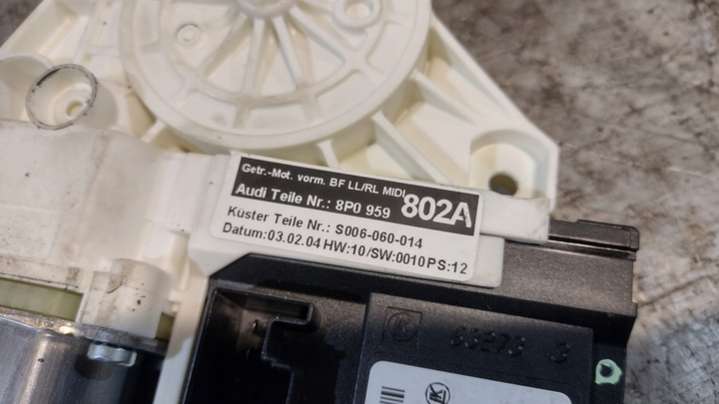 Getr.-Mot. vorm. BF LL/RL MIDI
Audi Teile Nr.: 8P0 959 802A
Kuster Teile Nr.: S006-060-014
Datum:03.02.04 HW:10/SW:0010 PS:12